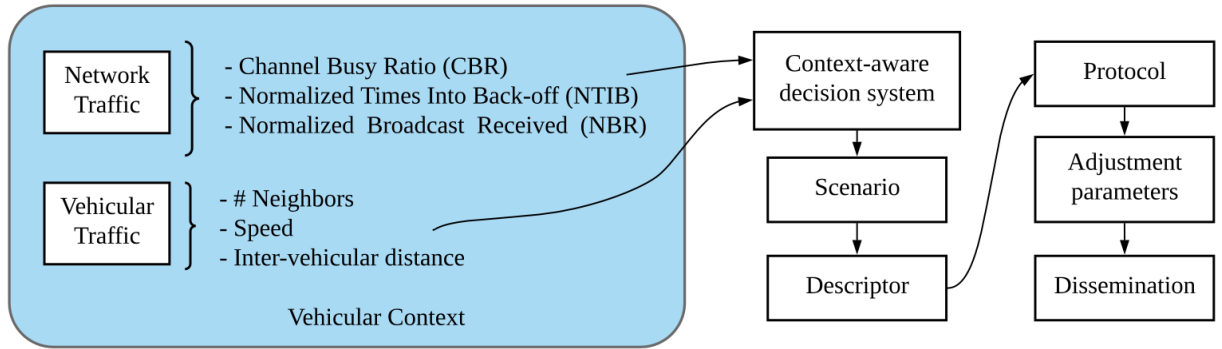 Network
Traffic
- Channel Busy Ratio (CBR)
- Normalized Times Into Back-off (NTIB)
- Normalized Broadcast Received (NBR)
Vehicular
Traffic
- # Neighbors
- Speed
- Inter-vehicular distance
Vehicular Context
Context-aware
decision system
Scenario
Descriptor
Protocol
Adjustment
parameters
Dissemination